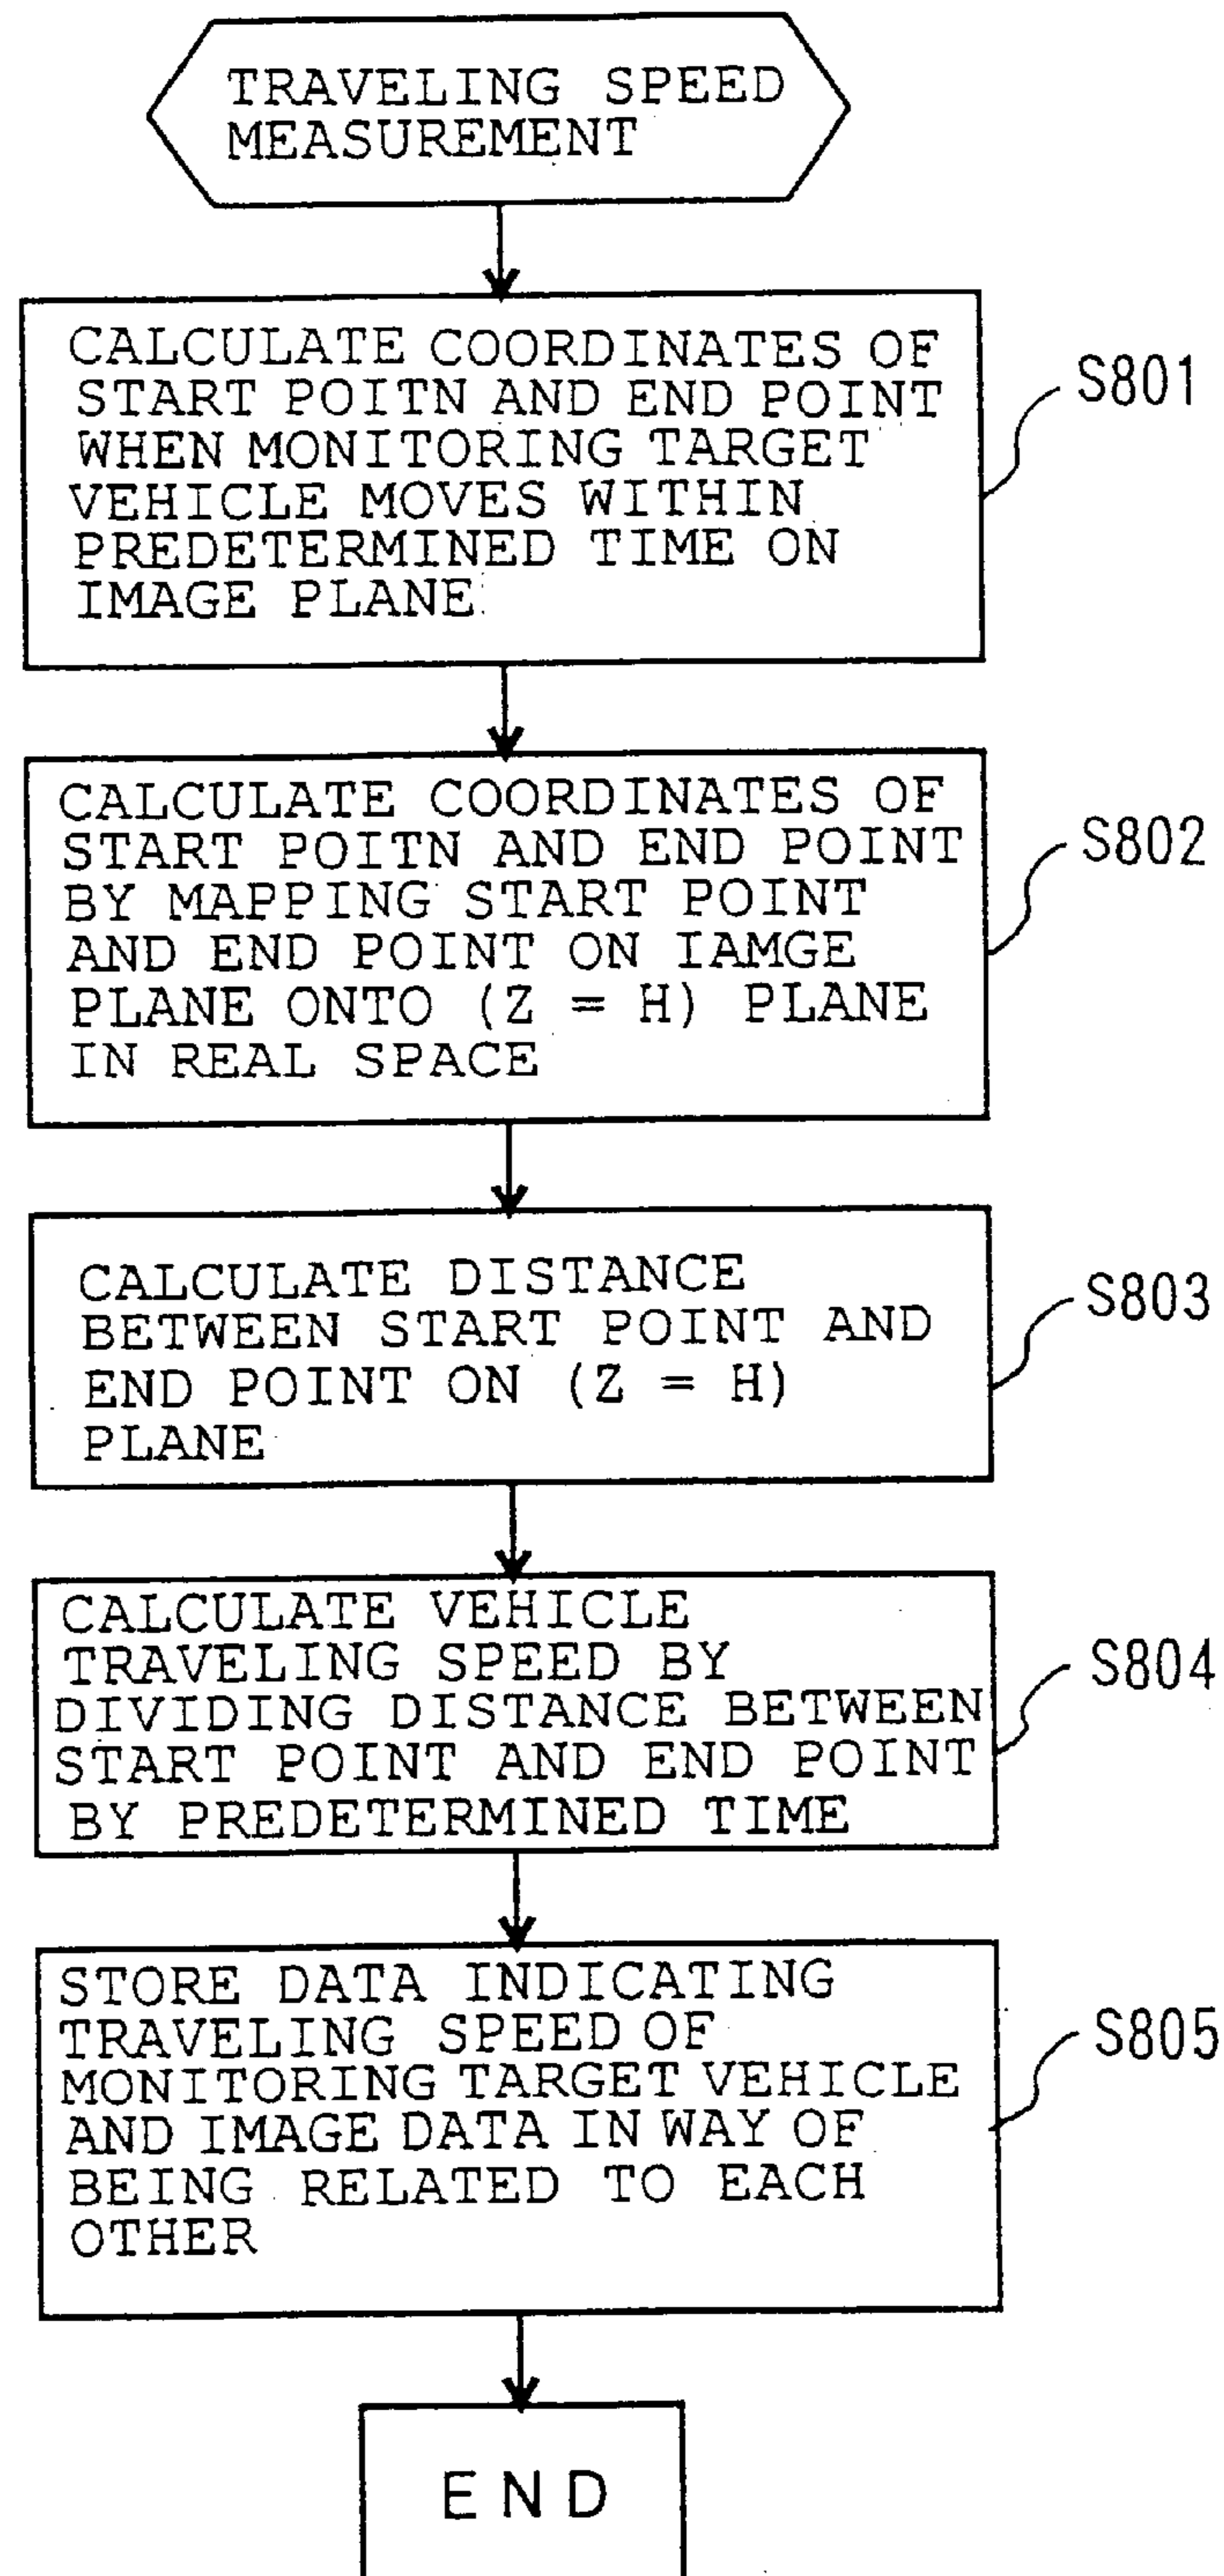 TRAVELING SPEED
MEASUREMENT
CALCULATE COORDINATES OF
START POITN AND END POINT
WHEN MONITORING TARGET
VEHICLE MOVES WITHIN
PREDETERMINED TIME ON
IMAGE PLANE
S801
CALCULATE COORDINATES OF
START POITN AND END POINT
BY MAPPING START POINT
AND END POINT ON IAMGE
PLANE ONTO (Z = H) PLANE
IN REAL SPACE
S802
CALCULATE DISTANCE
BETWEEN START POINT AND
END POINT ON (Z = H)
PLANE
S803
CALCULATE VEHICLE
TRAVELING SPEED BY
DIVIDING DISTANCE BETWEEN
START POINT AND END POINT
BY PREDETERMINED TIME
S804
STORE DATA INDICATING
TRAVELING SPEED OF
MONITORING TARGET VEHICLE
AND IMAGE DATA IN WAY OF
BEING RELATED TO EACH
OTHER
S805
END